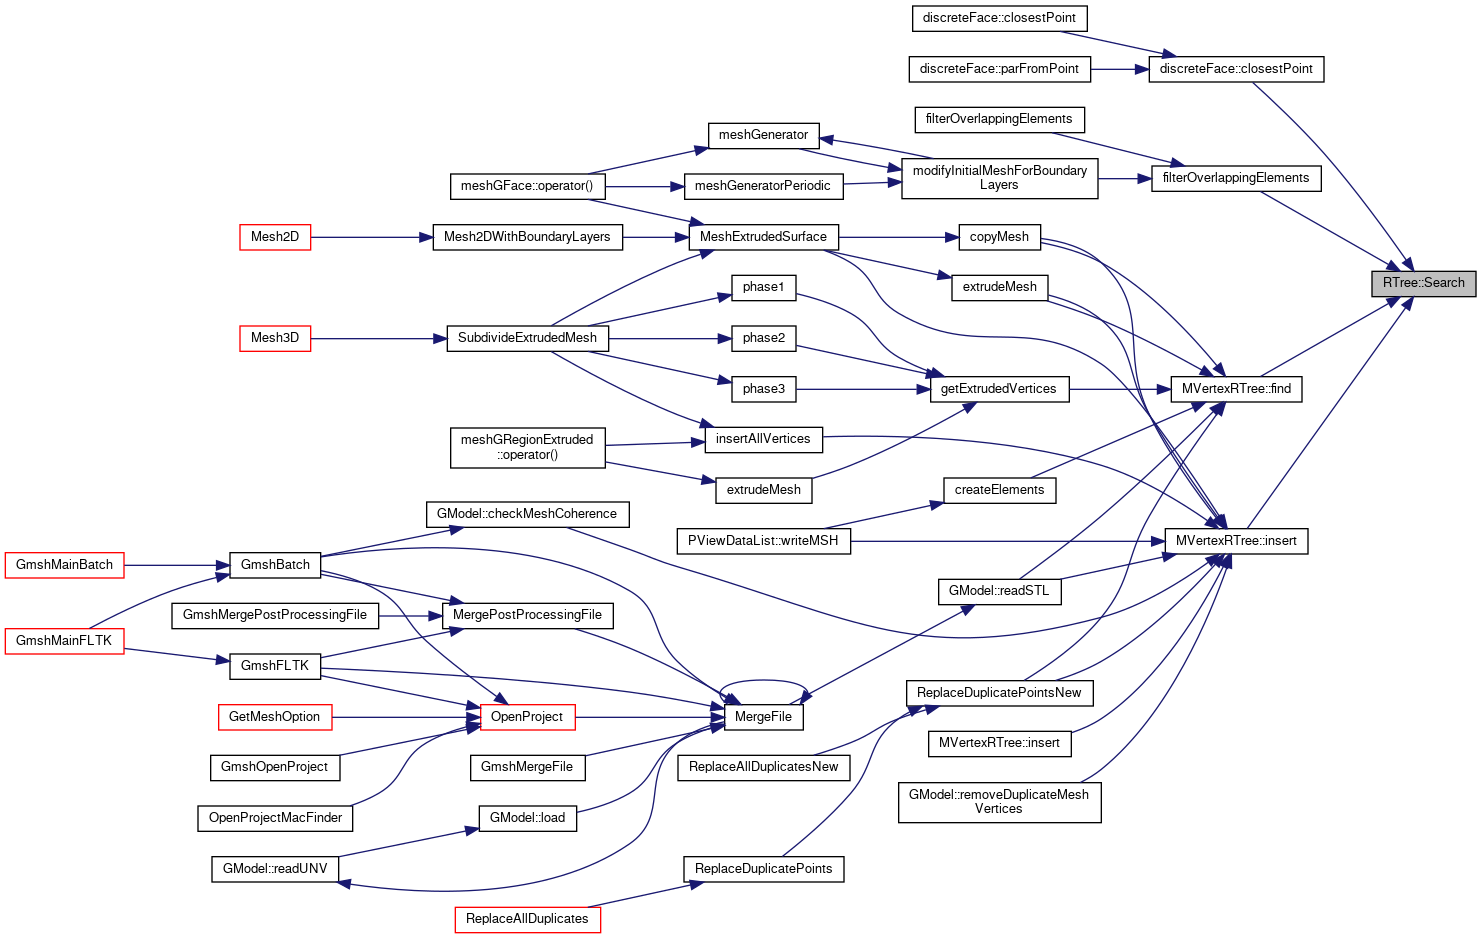 discreteFace::closestPoint
discreteFace::parFromPoint
discreteFace::closestPoint
filterOverlappingElements
meshGenerator
modifyInitialMeshForBoundary
Layers
filterOverlappingElements
meshGFace::operator()
meshGeneratorPeriodic
Mesh2D
Mesh2DWithBoundaryLayers
MeshExtrudedSurface
copyMesh
phase1
extrudeMesh
RTree::Search
Mesh3D
SubdivideExtrudedMesh
phase2
phase3
getExtrudedVertices
MVertexRTree::find
meshGRegionExtruded
::operator()
insertAllVertices
extrudeMesh
createElements
GModel::checkMeshCoherence
PViewDataList::writeMSH
MVertexRTree::insert
GmshMainBatch
GmshBatch
GModel::readSTL
GmshMergePostProcessingFile
MergePostProcessingFile
GmshMainFLTK
GmshFLTK
ReplaceDuplicatePointsNew
GetMeshOption
OpenProject
MergeFile
MVertexRTree::insert
GmshOpenProject
GmshMergeFile
ReplaceAllDuplicatesNew
GModel::removeDuplicateMesh
Vertices
OpenProjectMacFinder
GModel::load
GModel::readUNV
ReplaceDuplicatePoints
ReplaceAllDuplicates